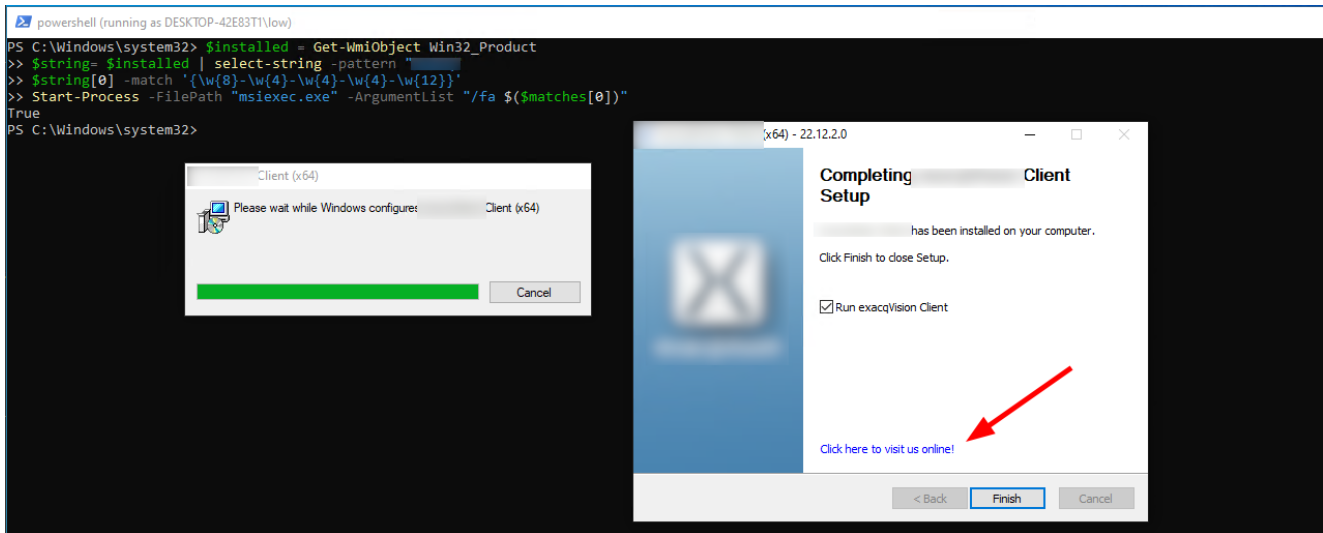 powershell (running as DESKTOP-42E83T1\low)
PS C:\Windows\system32> $installed = Get-WmiObject Win32_Product
>> $string= $installed | select-string -pattern "
>> $string[0] -match '{\w{8}-\w{4}-\w{4}-\w{4}-\w{12}}'
>> Start-Process -FilePath "msiexec.exe" -ArgumentList "/fa $($matches[0])"
True
PS C:\Windows\system32>
Client (x64)
Please wait while Windows configures Client (x64)
Cancel
(x64) - 22.12.2.0
Completing Client
Setup
has been installed on your computer.
Click Finish to close Setup.
Run exacqVision Client
Click here to visit us online!
< Back Finish Cancel